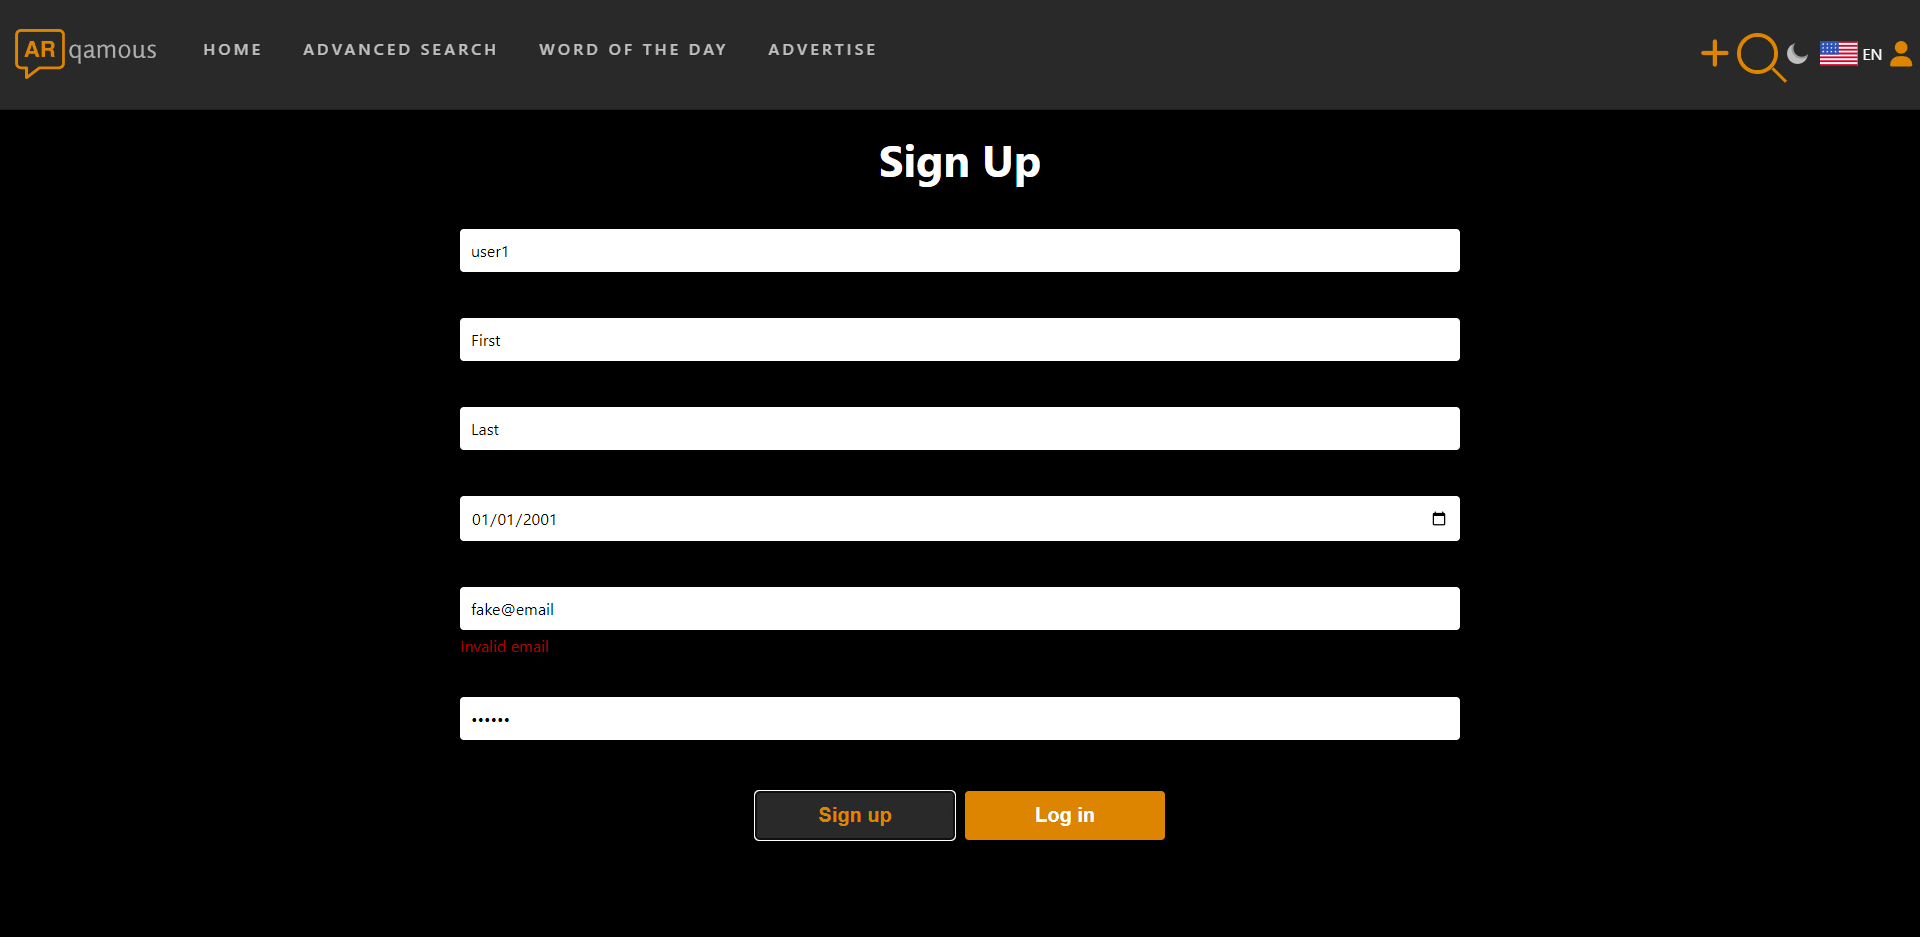 AR qamous HOME ADVANCED SEARCH WORD OF THE DAY ADVERTISE EN
Sign Up
user1
First
Last
01/01/2001
fake@email
Invalid email
••••••
Sign up Log in